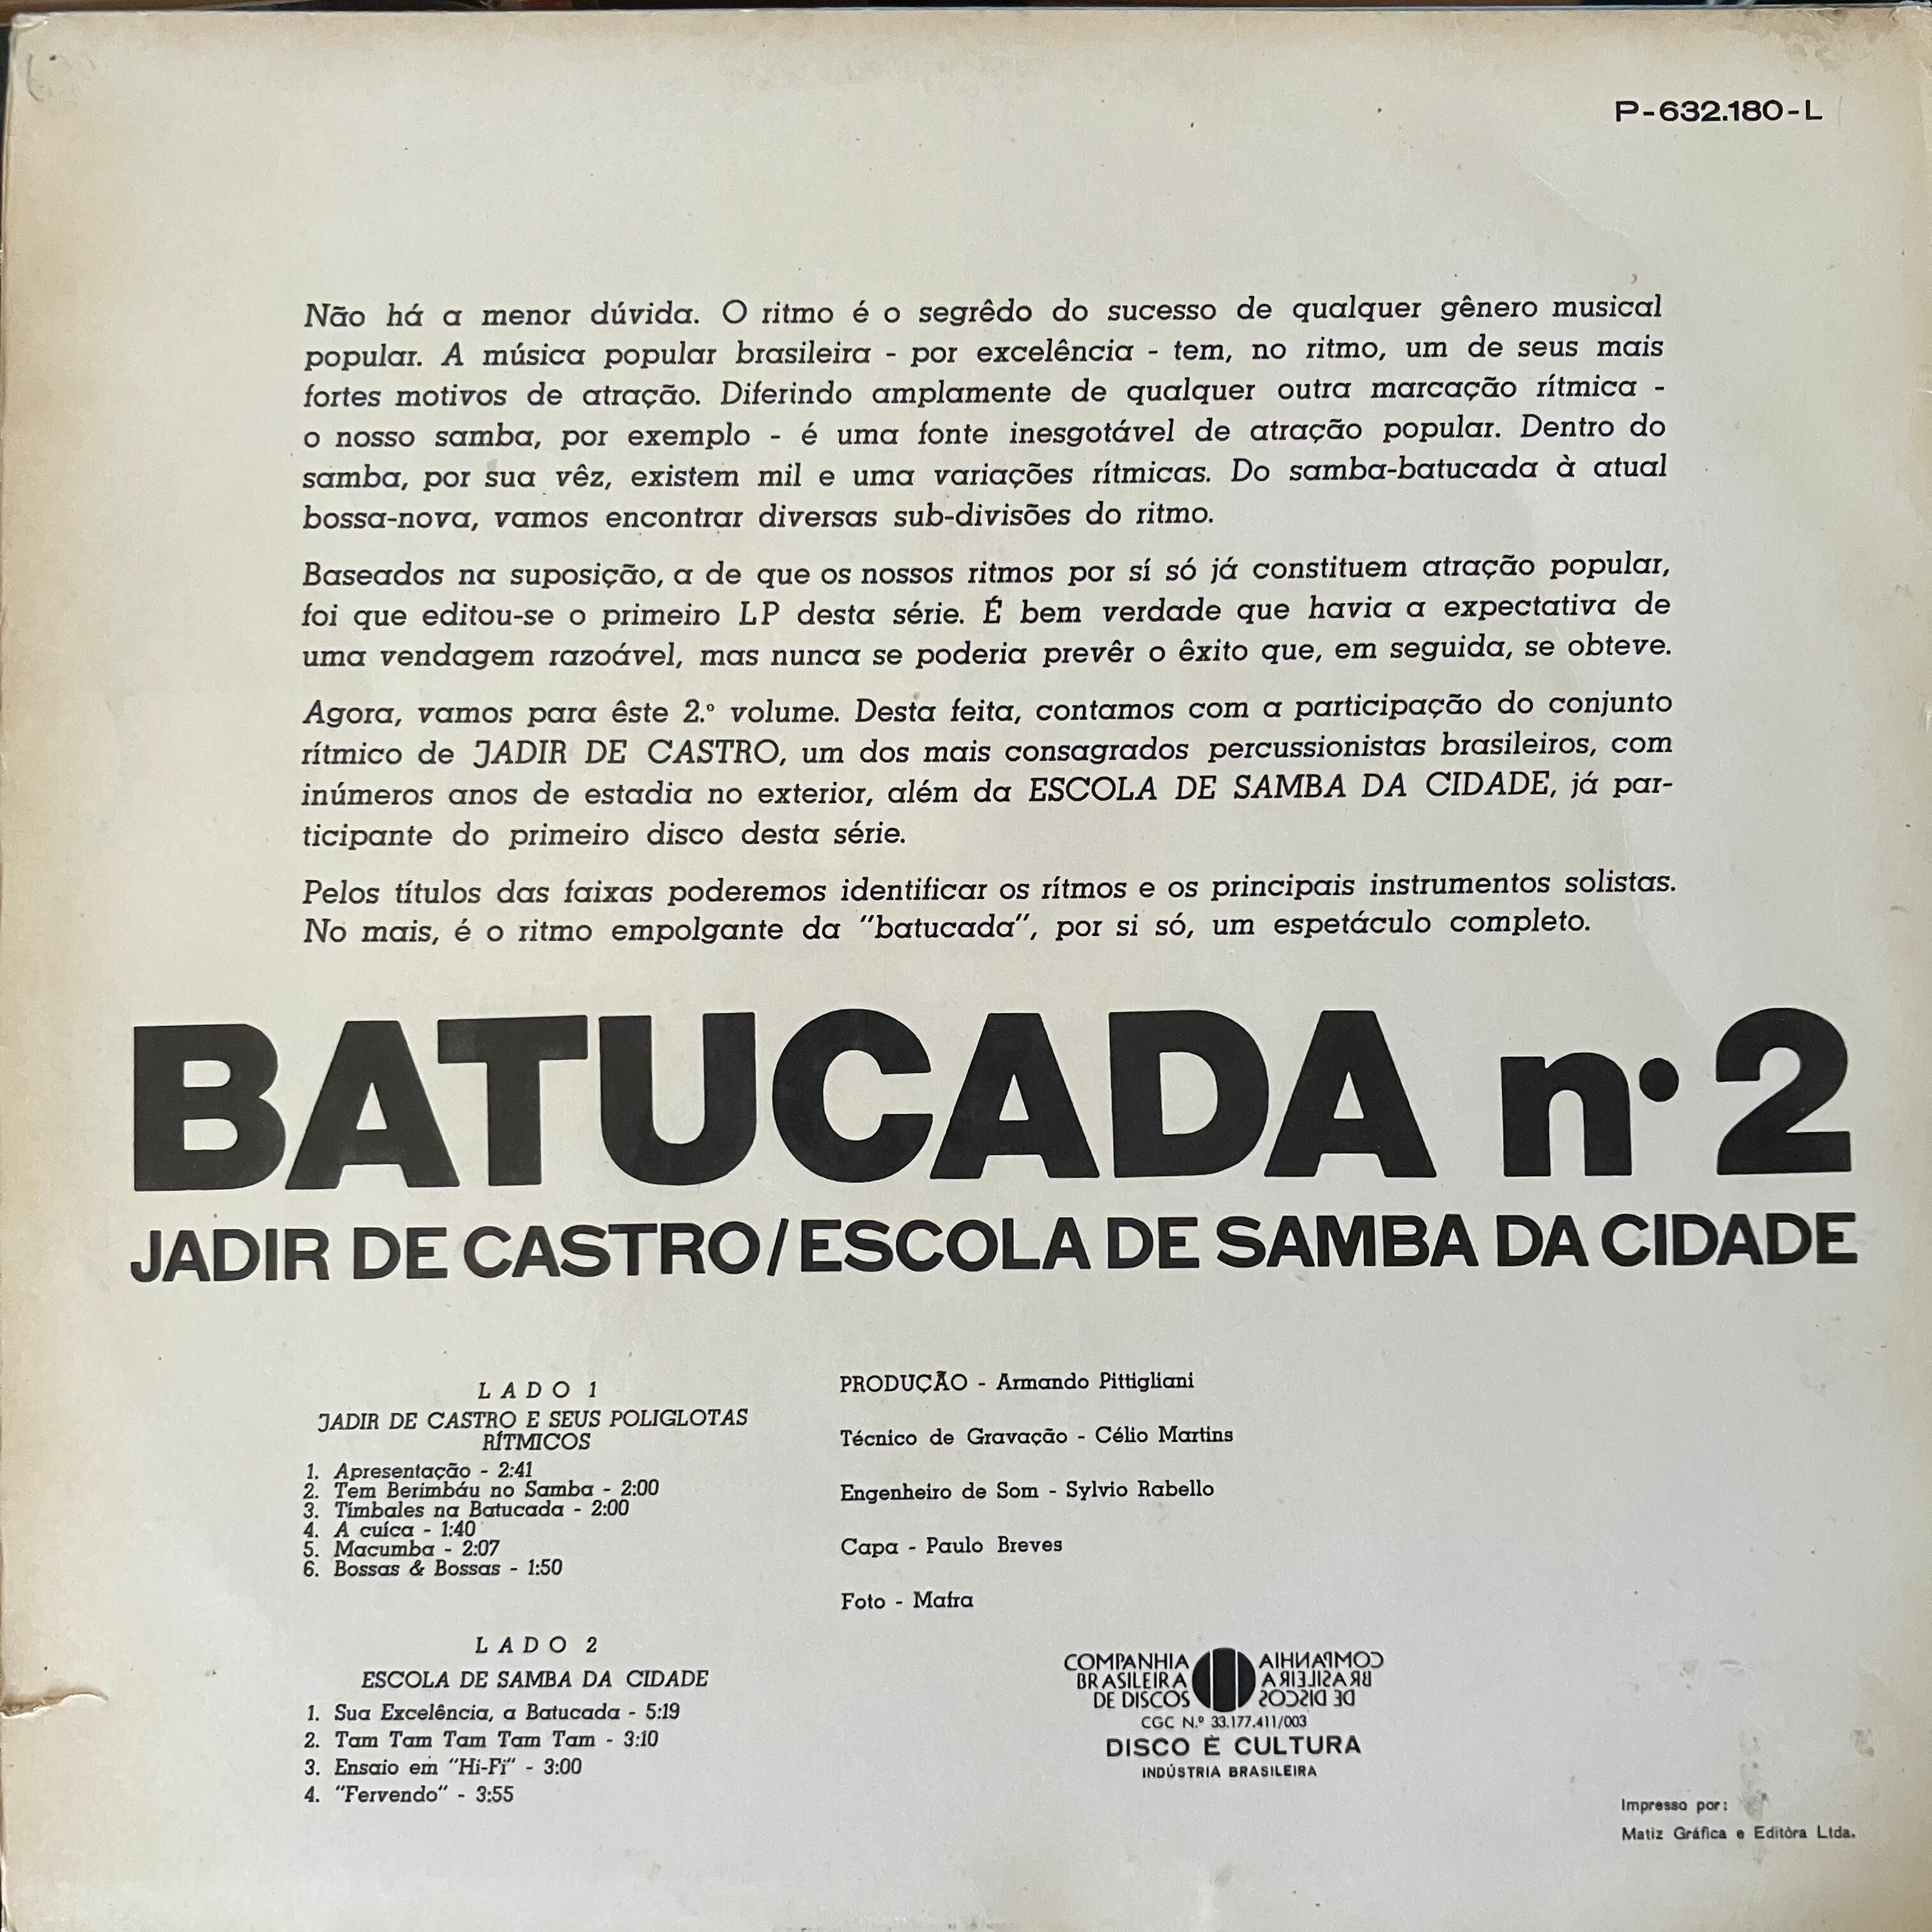 P-632.180-L
Não há a menor dúvida. O ritmo é o segrêdo do sucesso de qualquer gênero musical
popular. A música popular brasileira - por excelência - tem, no ritmo, um de seus mais
fortes motivos de atração. Diferindo amplamente de qualquer outra marcação rítmica -
o nosso samba, por exemplo - é uma fonte inesgotável de atração popular. Dentro do
samba, por sua vêz, existem mil e uma variações rítmicas. Do samba-batucada à atual
bossa-nova, vamos encontrar diversas sub-divisões do ritmo.
Baseados na suposição, a de que os nossos ritmos por sí só já constituem atração popular,
foi que editou-se o primeiro LP desta série. É bem verdade que havia a expectativa de
uma vendagem razoável, mas nunca se poderia prevêr o êxito que, em seguida, se obteve.
Agora, vamos para êste 2.º volume. Desta feita, contamos com a participação do conjunto
rítmico de JADIR DE CASTRO, um dos mais consagrados percussionistas brasileiros, com
inúmeros anos de estadia no exterior, além da ESCOLA DE SAMBA DA CIDADE, já par-
ticipante do primeiro disco desta série.
Pelos títulos das faixas poderemos identificar os rítmos e os principais instrumentos solistas.
No mais, é o ritmo empolgante da "batucada", por si só, um espetáculo completo.
BATUCADA nº 2
JADIR DE CASTRO/ESCOLA DE SAMBA DA CIDADE
LADO 1
JADIR DE CASTRO E SEUS POLIGLOTAS
RÍTMICOS
1. Apresentação - 2:41
2. Tem Berimbáu no Samba - 2:00
3. Tímbales na Batucada - 2:00
4. A cuíca - 1:40
5. Macumba - 2:07
6. Bossas & Bossas - 1:50
LADO 2
ESCOLA DE SAMBA DA CIDADE
1. Sua Excelência, a Batucada - 5:19
2. Tam Tam Tam Tam Tam - 3:10
3. Ensaio em "Hi-Fi" - 3:00
4. "Fervendo" - 3:55
PRODUÇÃO - Armando Pittigliani
Técnico de Gravação - Célio Martins
Engenheiro de Som - Sylvio Rabello
Capa - Paulo Breves
Foto - Mafra
COMPANHIA COMPANHIA
BRASILEIRA BRASILEIRA
DE DISCOS DE DISCOS
CGC N.º 33.177.411/003
DISCO É CULTURA
INDÚSTRIA BRASILEIRA
Impresso por:
Matiz Gráfica e Editôra Ltda.